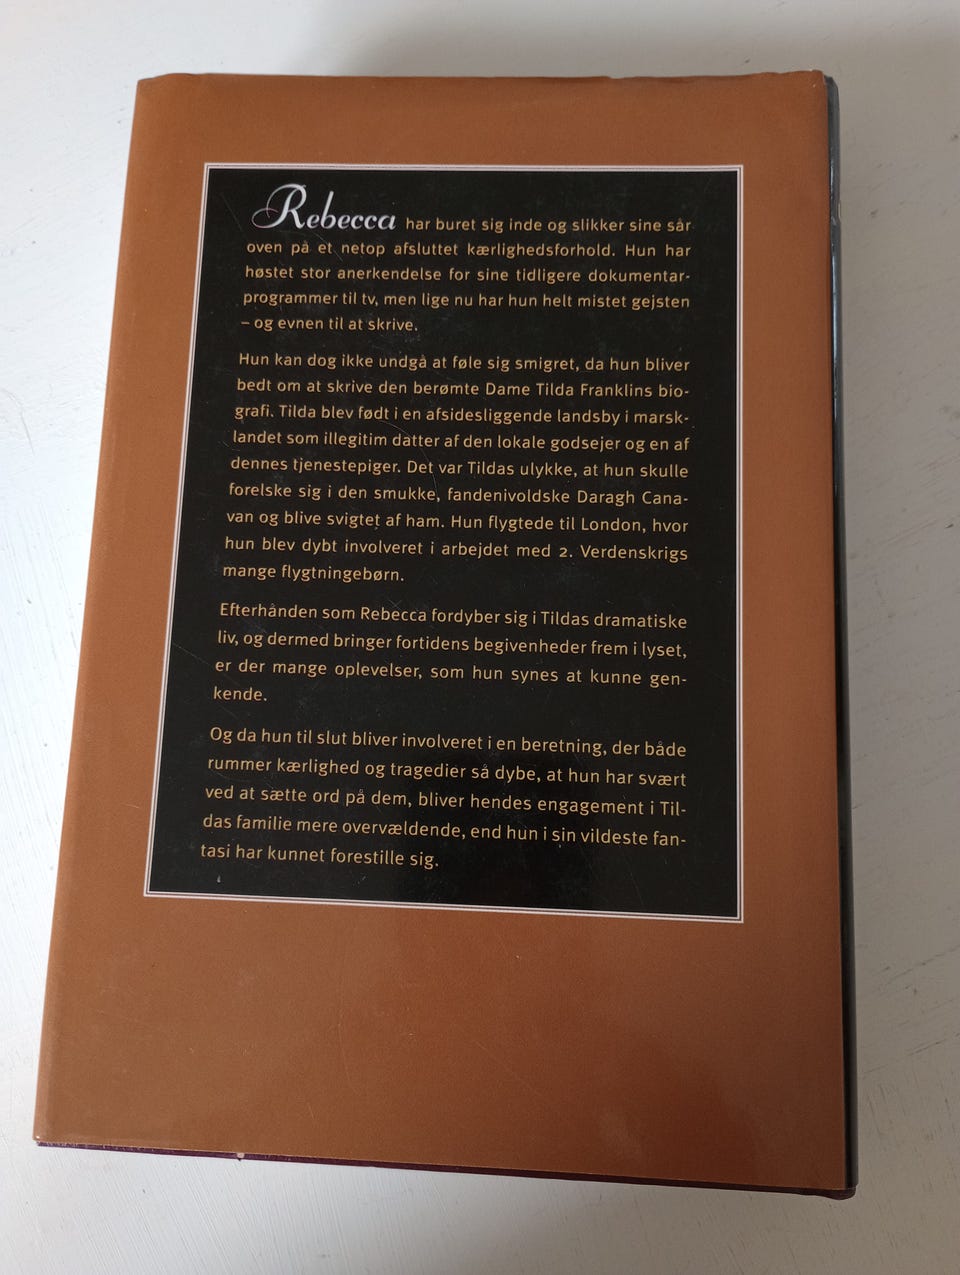 Rebecca har buret sig inde og slikker sine sår
oven på et netop afsluttet kærlighedsforhold. Hun har
høstet stor anerkendelse for sine tidligere dokumentar-
programmer til tv, men lige nu har hun helt mistet gejsten
– og evnen til at skrive.
Hun kan dog ikke undgå at føle sig smigret, da hun bliver
bedt om at skrive den berømte Dame Tilda Franklins bio-
grafi. Tilda blev født i en afsidesliggende landsby i marsk-
landet som illegitim datter af den lokale godsejer og en af
dennes tjenestepiger. Det var Tildas ulykke, at hun skulle
forelske sig i den smukke, fandenivoldske Daragh Cana-
van og blive svigtet af ham. Hun flygtede til London, hvor
hun blev dybt involveret i arbejdet med 2. Verdenskrigs
mange flygtningebørn.
Efterhånden som Rebecca fordyber sig i Tildas dramatiske
liv, og dermed bringer fortidens begivenheder frem i lyset,
er der mange oplevelser, som hun synes at kunne gen-
kende.
Og da hun til slut bliver involveret i en beretning, der både
rummer kærlighed og tragedier så dybe, at hun har svært
ved at sætte ord på dem, bliver hendes engagement i Til-
das familie mere overvældende, end hun i sin vildeste fan-
tasi har kunnet forestille sig.